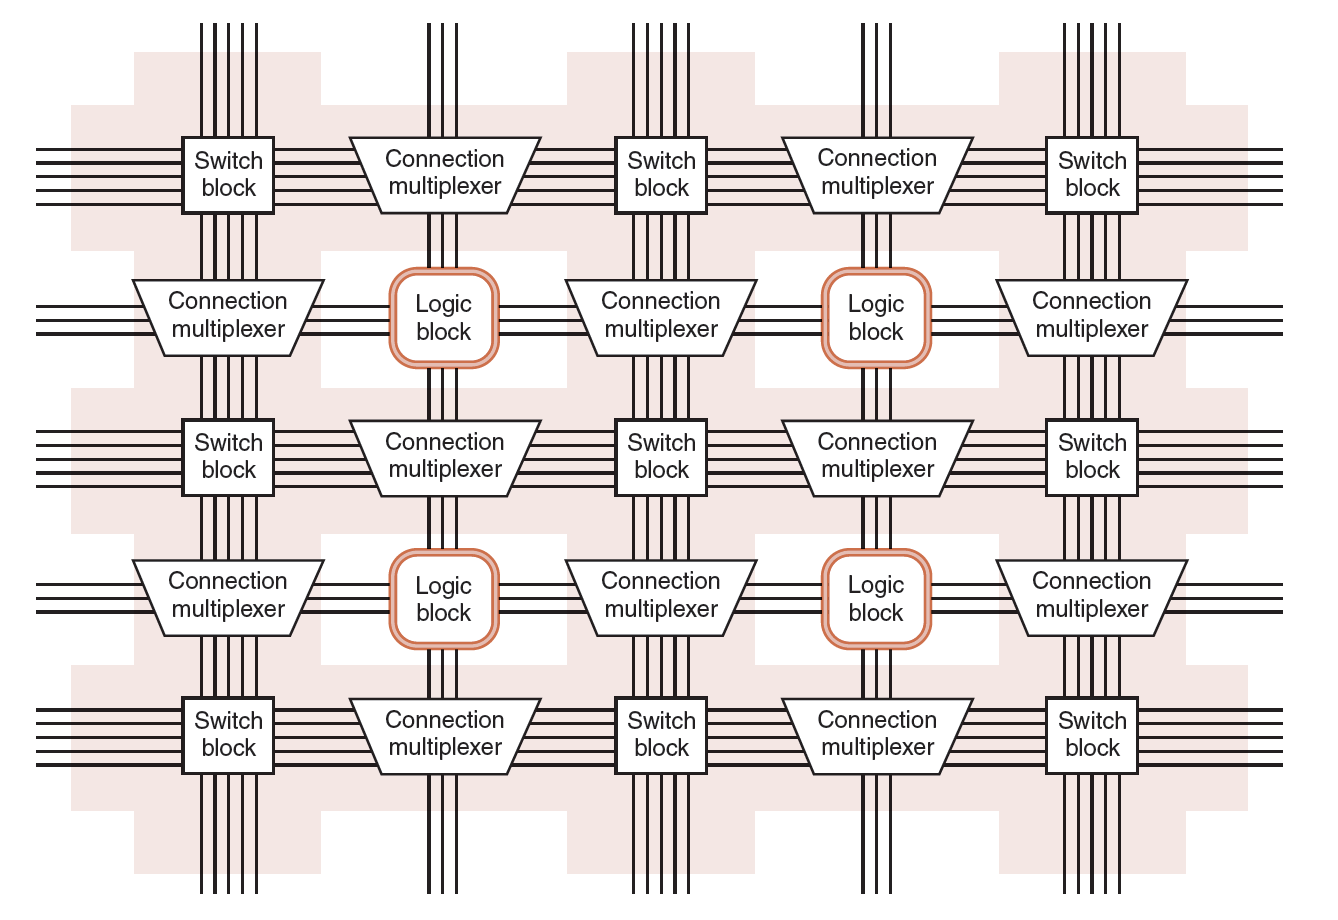 Switch
block
Connection
multiplexer
Switch
block
Connection
multiplexer
Switch
block
Connection
multiplexer
Logic
block
Connection
multiplexer
Logic
block
Connection
multiplexer
Switch
block
Connection
multiplexer
Switch
block
Connection
multiplexer
Switch
block
Connection
multiplexer
Logic
block
Connection
multiplexer
Logic
block
Connection
multiplexer
Switch
block
Connection
multiplexer
Switch
block
Connection
multiplexer
Switch
block